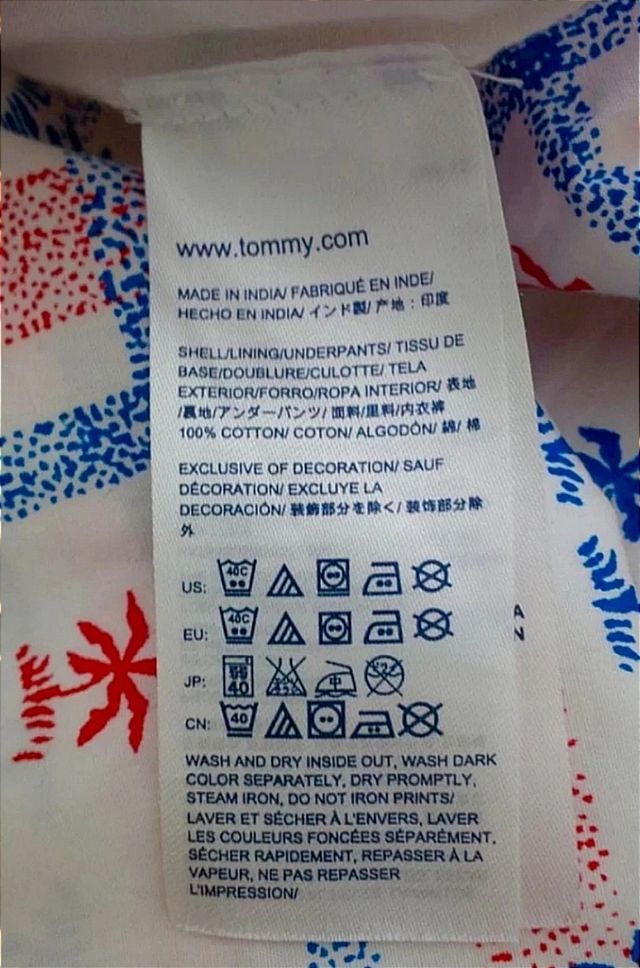 www.tommy.com
MADE IN INDIA/ FABRIQUÉ EN INDE/
HECHO EN INDIA/ インド製/ 产地：印度
SHELL/LINING/UNDERPANTS/ TISSU DE
BASE/DOUBLURE/CULOTTE/ TELA
EXTERIOR/FORRO/ROPA INTERIOR/ 表地
/裏地/アンダーパンツ/ 面料/里料/内衣裤
100% COTTON/ COTON/ ALGODÓN/ 綿/ 棉
EXCLUSIVE OF DECORATION/ SAUF
DÉCORATION/ EXCLUYE LA
DECORACIÓN/ 装飾部分を除く/ 装饰部分除
外
US: 40C
EU: 40C
JP: 40 中
CN: 40
A
N
WASH AND DRY INSIDE OUT, WASH DARK
COLOR SEPARATELY, DRY PROMPTLY,
STEAM IRON, DO NOT IRON PRINTS/
LAVER ET SÉCHER À L'ENVERS, LAVER
LES COULEURS FONCÉES SÉPARÉMENT,
SÉCHER RAPIDEMENT, REPASSER À LA
VAPEUR, NE PAS REPASSER
L'IMPRESSION/